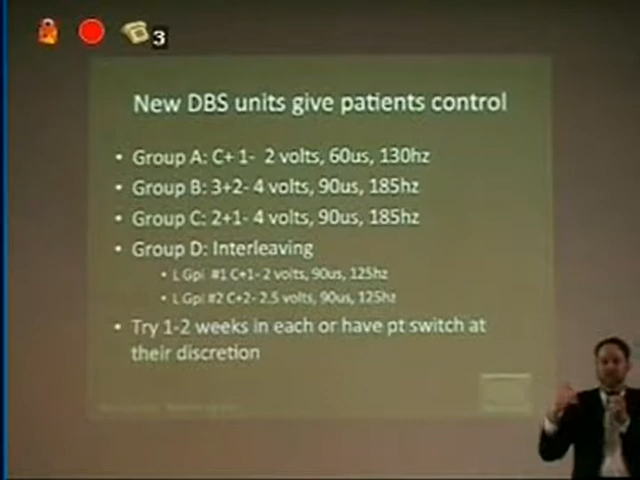 3
New DBS units give patients control
• Group A: C+ 1- 2 volts, 60us, 130hz
• Group B: 3+2- 4 volts, 90us, 185hz
• Group C: 2+1- 4 volts, 90us, 185hz
• Group D: Interleaving
• L Gpi #1 C+1- 2 volts, 90us, 125hz
• L Gpi #2 C+2- 2.5 volts, 90us, 125hz
• Try 1-2 weeks in each or have pt switch at
their discretion